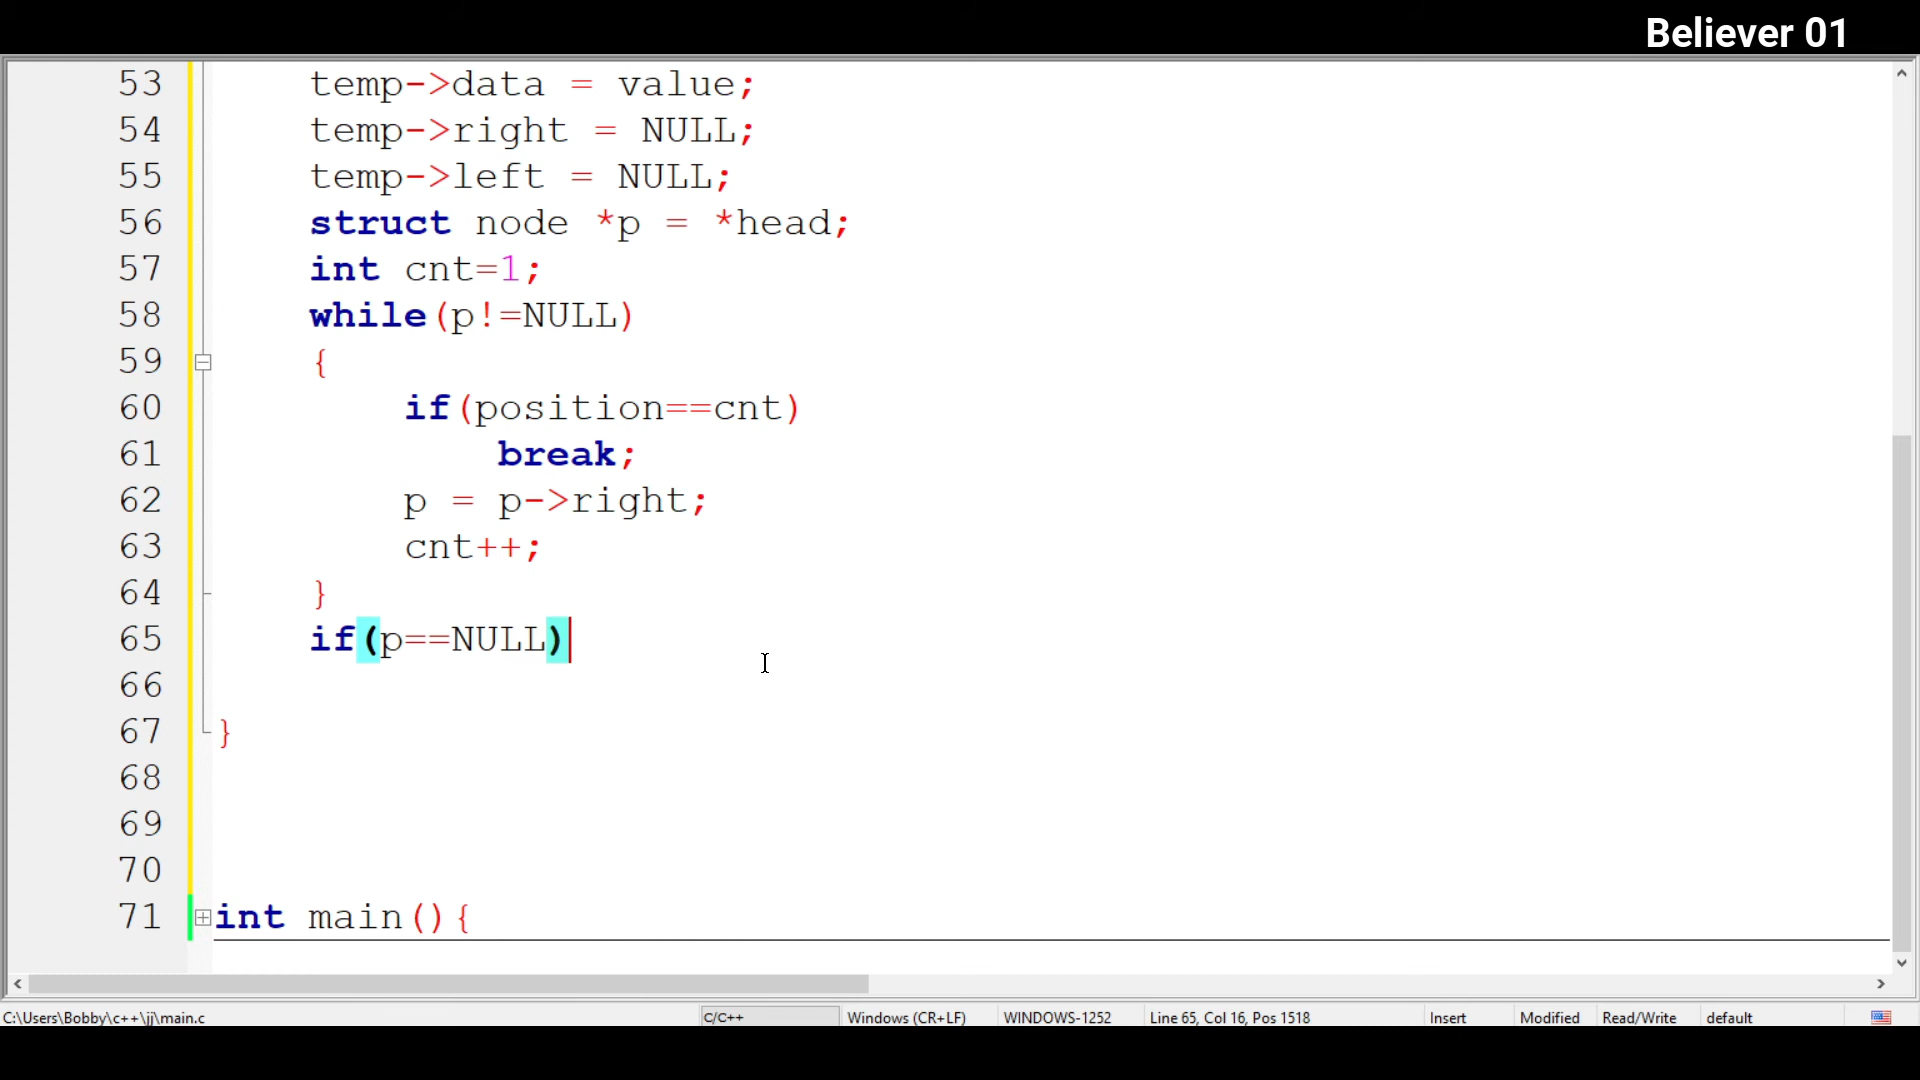 Believer 01
53 temp->data = value;
54 temp->right = NULL;
55 temp->left = NULL;
56 struct node *p = *head;
57 int cnt=1;
58 while(p!=NULL)
59 {
60 if(position==cnt)
61 break;
62 p = p->right;
63 cnt++;
64 }
65 if(p==NULL)
66
67 }
68
69
70
71 int main(){
C:\Users\Bobby\c++\jj\main.c C/C++ Windows (CR+LF) WINDOWS-1252 Line 65, Col 16, Pos 1518 Insert Modified Read/Write default